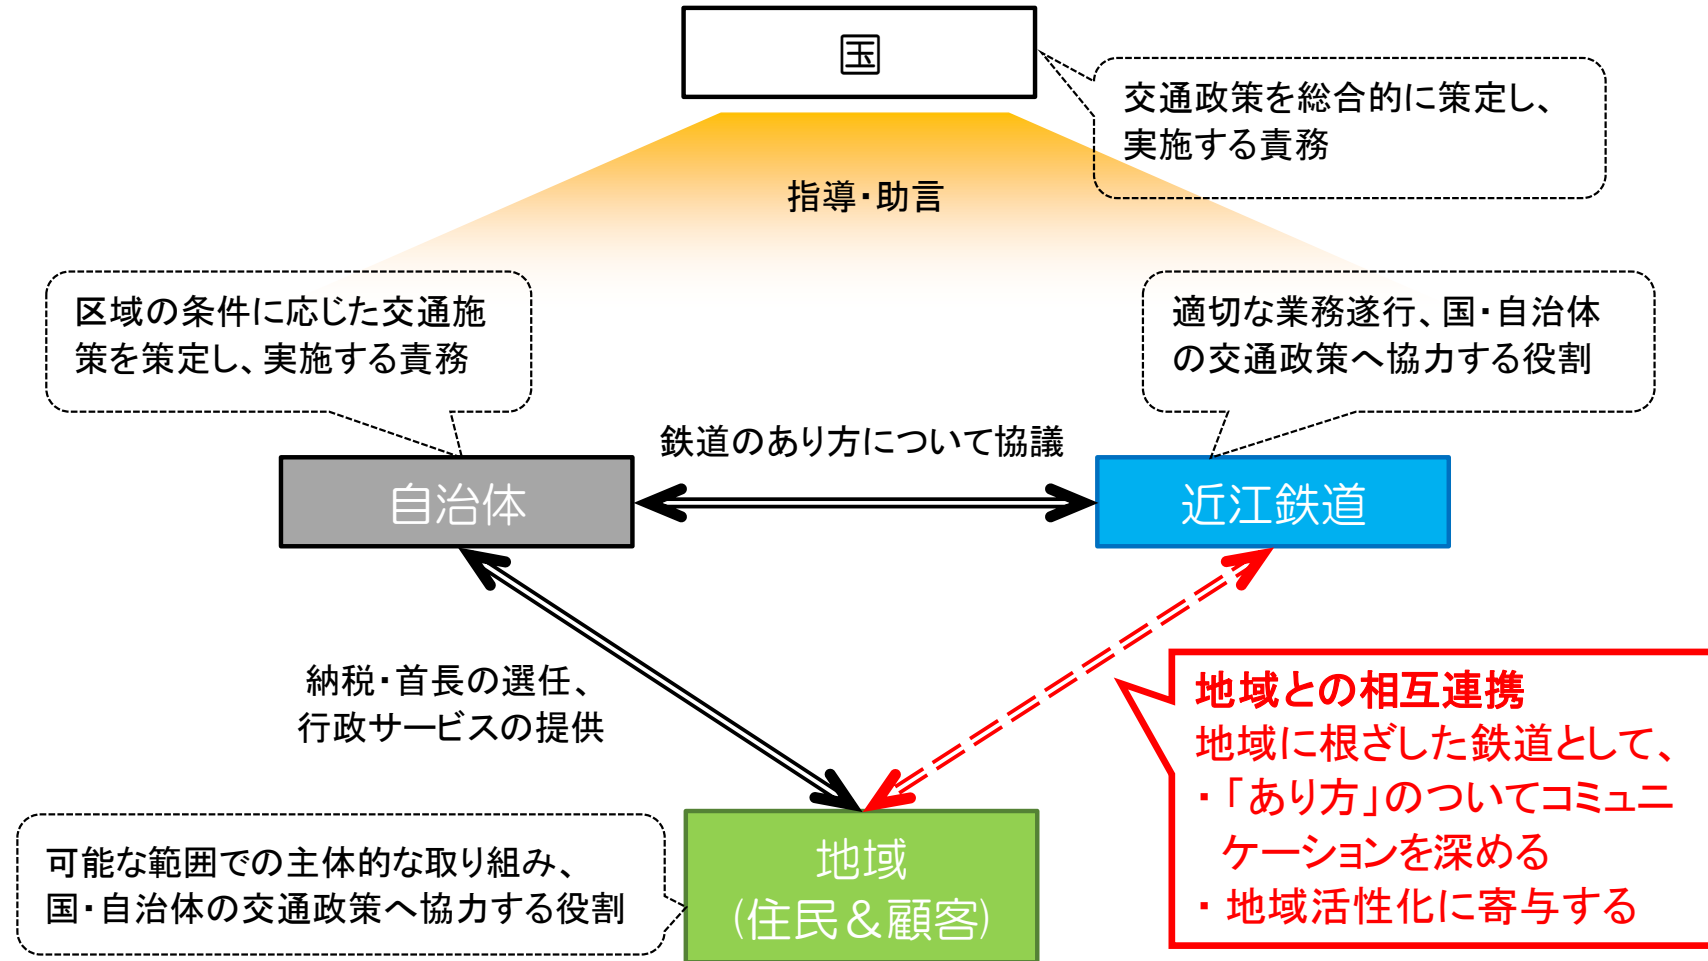 国
交通政策を総合的に策定し、
実施する責務
指導・助言
区域の条件に応じた交通施
策を策定し、実施する責務
適切な業務遂行、国・自治体
の交通政策へ協力する役割
鉄道のあり方について協議
自治体
近江鉄道
納税・首長の選任、
行政サービスの提供
地域との相互連携
地域に根ざした鉄道として、
・「あり方」のついてコミュニ
ケーションを深める
・地域活性化に寄与する
可能な範囲での主体的な取り組み、
国・自治体の交通政策へ協力する役割
地域
(住民＆顧客)